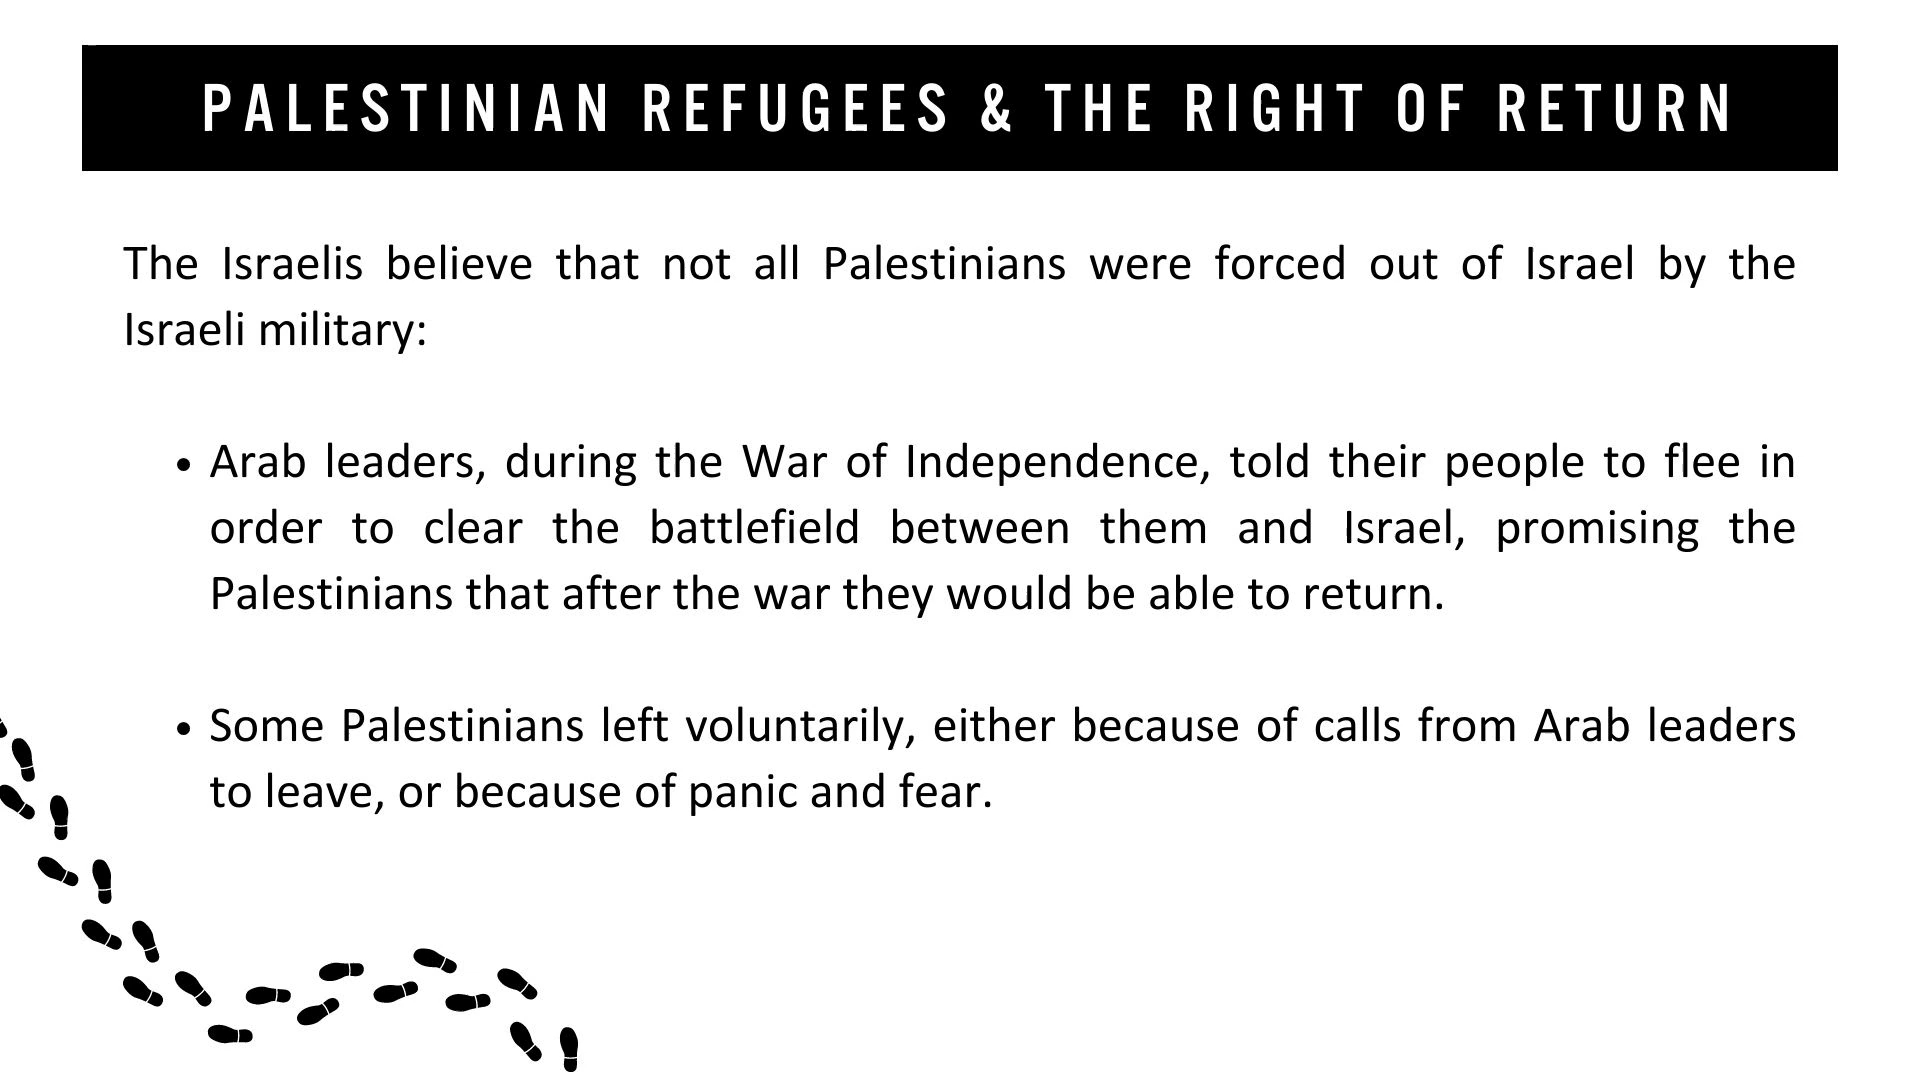 PALESTINIAN REFUGEES & THE RIGHT OF RETURN
The Israelis believe that not all Palestinians were forced out of Israel by the
Israeli military:
• Arab leaders, during the War of Independence, told their people to flee in
order to clear the battlefield between them and Israel, promising the
Palestinians that after the war they would be able to return.
• Some Palestinians left voluntarily, either because of calls from Arab leaders
to leave, or because of panic and fear.